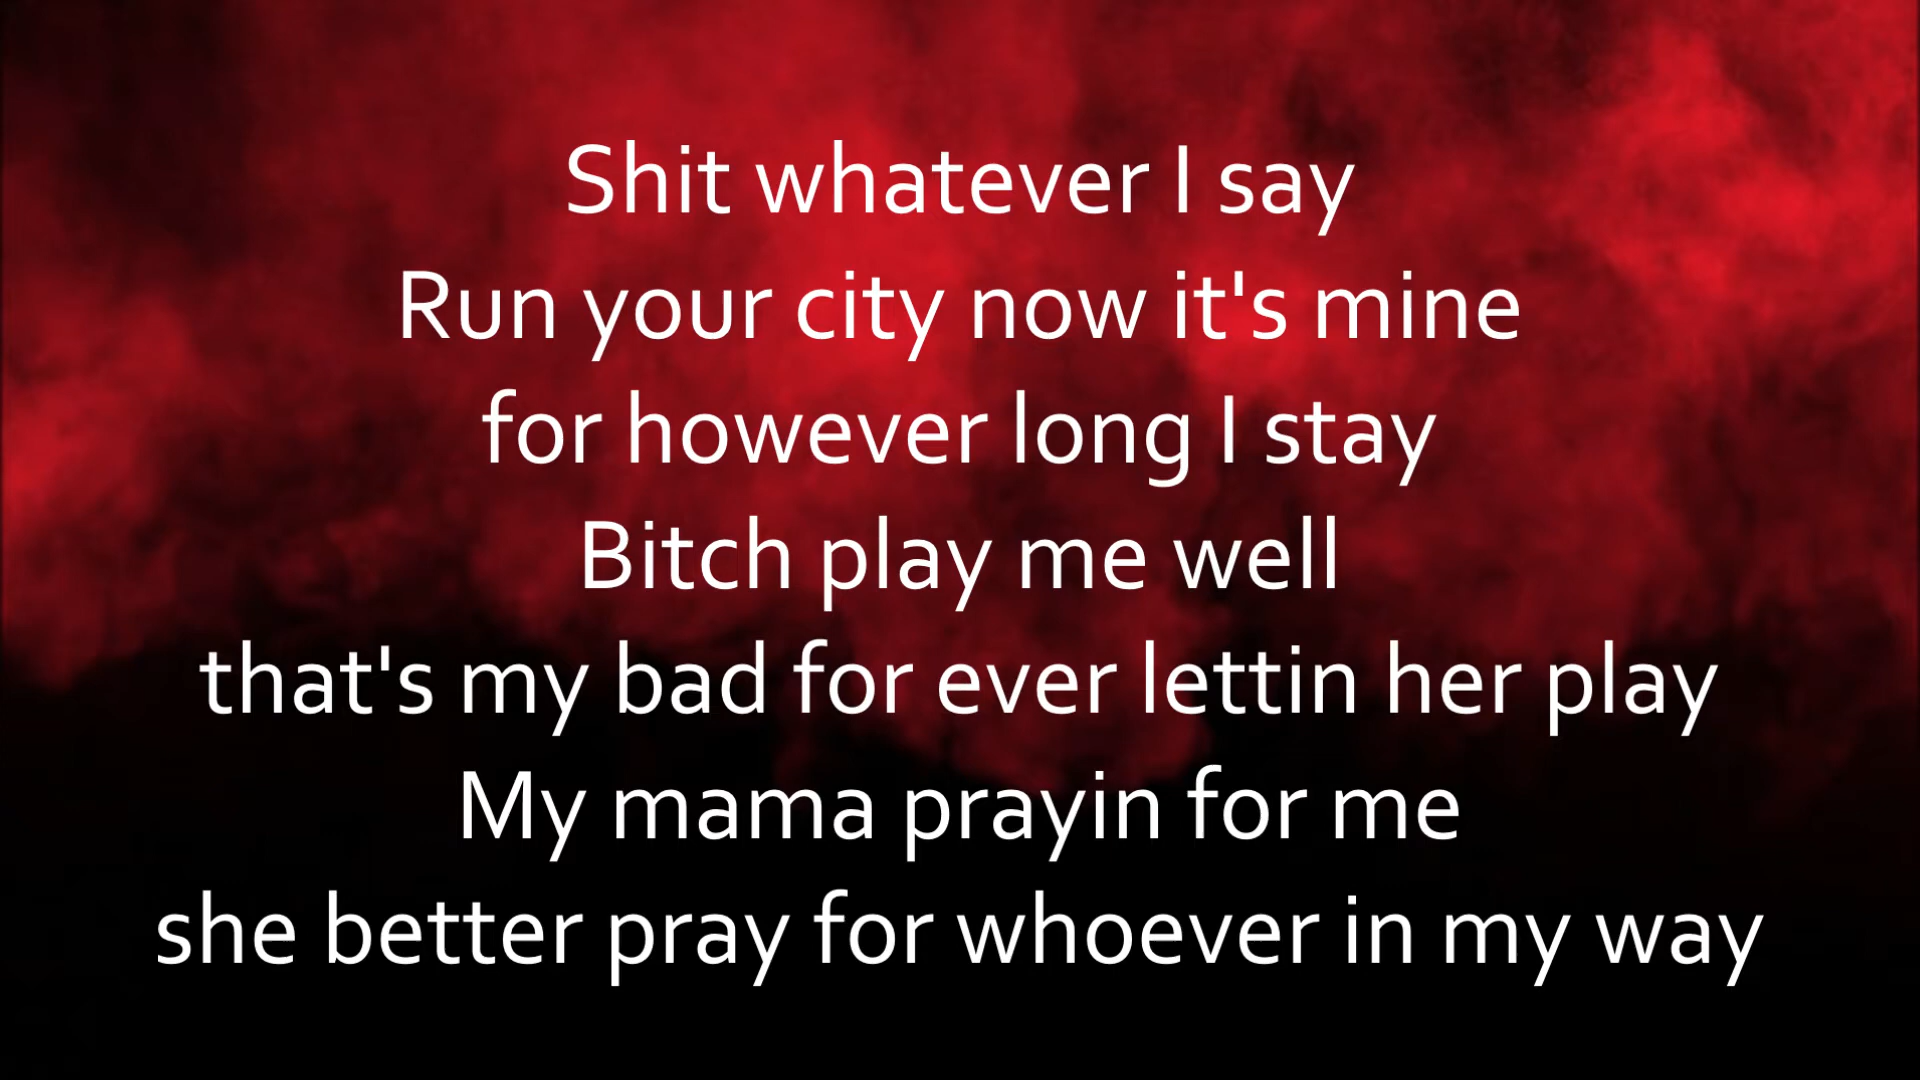 Shit whatever I say
Run your city now it's mine
for however long I stay
Bitch play me well
that's my bad for ever lettin her play
My mama prayin for me
she better pray for whoever in my way